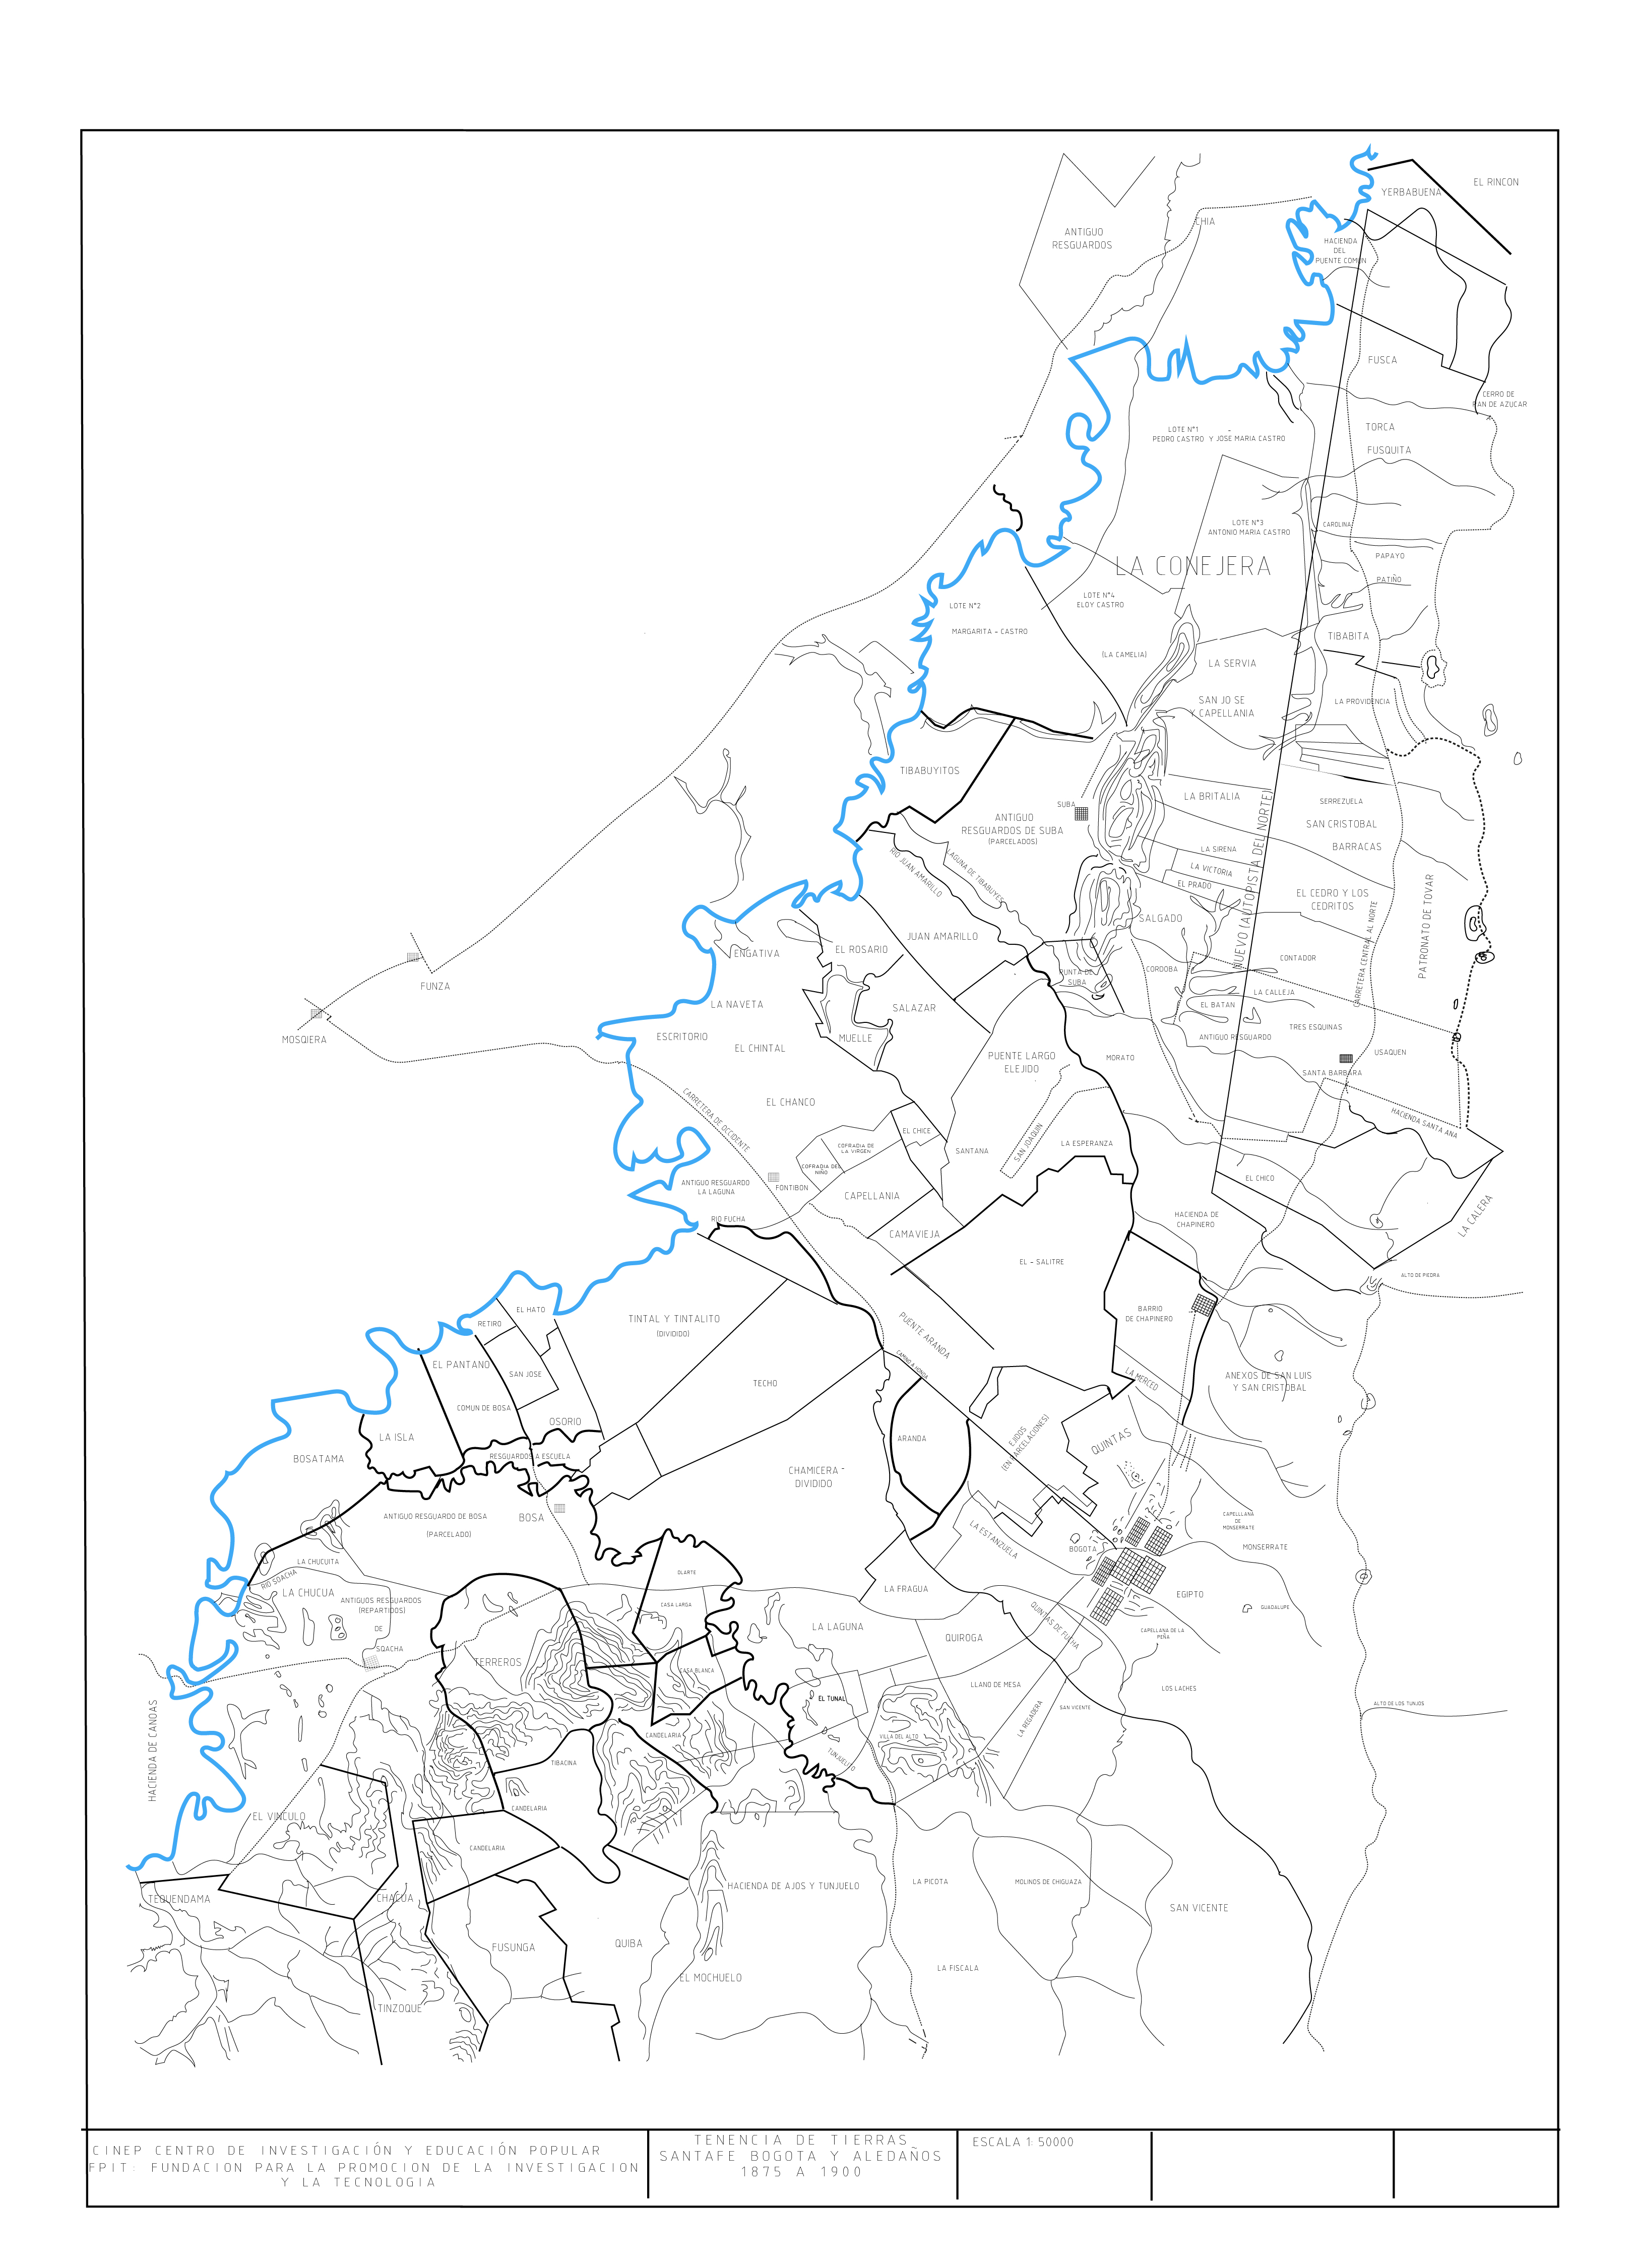 YERBABUENA
EL RINCON
CHIA
ANTIGUO
RESGUARDOS
HACIENDA
DEL
PUENTE COMUN
FUSCA
CERRO DE
PAN DE AZUCAR
TORCA
FUSQUITA
LOTE N°1 -
PEDRO CASTRO Y JOSE MARIA CASTRO
LOTE N°3
ANTONIO MARIA CASTRO
CAROLINA
PAPAYO
PATIÑO
LA CONEJERA
LOTE N°4
ELOY CASTRO
LOTE N°2
MARGARITA - CASTRO
TIBABITA
(LA CAMELIA)
LA SERVIA
SAN JO SE
Y CAPELLANIA
LA PROVIDENCIA
TIBABUYITOS
SUBA
LA BRITALIA
SERREZUELA
SAN CRISTOBAL
BARRACAS
ANTIGUO
RESGUARDOS DE SUBA
(PARCELADOS)
RIO JUAN AMARILLO
LAGUNA DE TIBABUYES
LA SIRENA
LA VICTORIA
EL PRADO
NUEVO (AUTOPISTA DEL NORTE)
EL CEDRO Y LOS
CEDRITOS
PATRONATO DE TOVAR
CARRETERA CENTRAL AL NORTE
SALGADO
JUAN AMARILLO
EL ROSARIO
ENGATIVA
CONTADOR
CORDOBA
PUNTA DE
SUBA
FUNZA
LA CALLEJA
EL BATAN
LA NAVETA
SALAZAR
MOSQIERA
ESCRITORIO
EL CHINTAL
MUELLE
TRES ESQUINAS
ANTIGUO RESGUARDO
PUENTE LARGO
ELEJIDO
MORATO
USAQUEN
SANTA BARBARA
CARRETERA DE OCCIDENTE
EL CHANCO
HACIENDA SANTA ANA
EL CHICE
COFRADIA DE
LA VIRGEN
COFRADIA DEL
NIÑO
SANTANA
SAN JOAQUIN
LA ESPERANZA
ANTIGUO RESGUARDO
LA LAGUNA
FONTIBON
CAPELLANIA
EL CHICO
LA CALERA
RIO FUCHA
HACIENDA DE
CHAPINERO
CAMAVIEJA
EL - SALITRE
ALTO DE PIEDRA
EL HATO
RETIRO
TINTAL Y TINTALITO
(DIVIDIDO)
PUENTE ARANDA
BARRIO
DE CHAPINERO
EL PANTANO
SAN JOSE
CAMINO A HONDA
TECHO
LA MERCED
ANEXOS DE SAN LUIS
Y SAN CRISTOBAL
COMUN DE BOSA
OSORIO
LA ISLA
ARANDA
EJIDOS
(EN PARCELACIONES)
QUINTAS
BOSATAMA
RESGUARDOS A ESCUELA
CHAMICERA -
DIVIDIDO
ANTIGUO RESGUARDO DE BOSA
(PARCELADO)
BOSA
LA ESTANZUELA
CAPELLLANA
DE
MONSERRATE
BOGOTA
MONSERRATE
LA CHUCUITA
RIO SOACHA
LA CHUCUA
OLARTE
LA FRAGUA
EGIPTO
GUADALUPE
ANTIGUOS RESGUARDOS
(REPARTIDOS)
DE
SOACHA
CASA LARGA
LA LAGUNA
QUIROGA
QUINTAS DE FUCHA
CAPELLANA DE LA
PEÑA
TERREROS
CASA BLANCA
LLANO DE MESA
LOS LACHES
EL TUNAL
SAN VICENTE
ALTO DE LOS TUNJOS
LA REGADERA
HACIENDA DE CANOAS
CANDELARIA
VILLA DEL ALTO
TUNJUELO
TIBACINA
CANDELARIA
EL VINCULO
CANDELARIA
TEQUENDAMA
CHACUA
HACIENDA DE AJOS Y TUNJUELO
LA PICOTA
MOLINOS DE CHIGUAZA
SAN VICENTE
FUSUNGA
QUIBA
EL MOCHUELO
LA FISCALA
TINZOQUE
CINEP CENTRO DE INVESTIGACIÓN Y EDUCACIÓN POPULAR
FPIT: FUNDACION PARA LA PROMOCION DE LA INVESTIGACION
Y LA TECNOLOGIA
TENENCIA DE TIERRAS
SANTAFE BOGOTA Y ALEDAÑOS
1875 A 1900
ESCALA 1: 50000